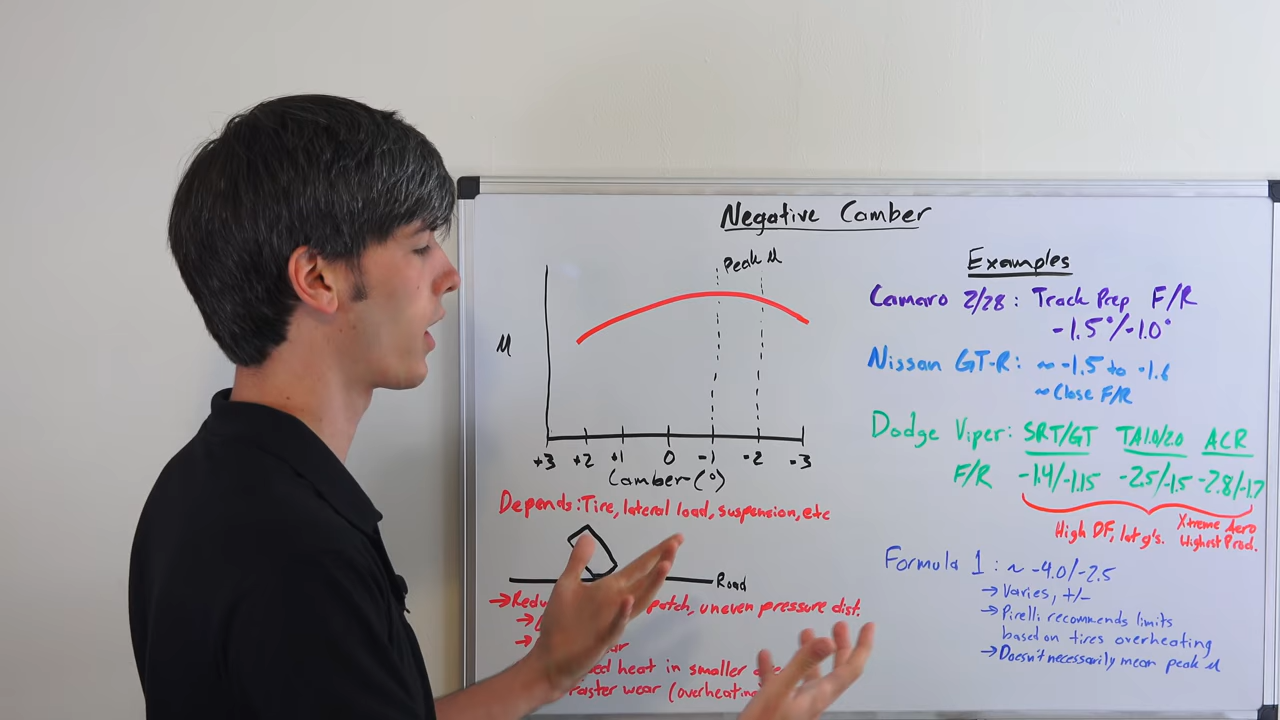 Negative Camber
Peak μ
μ
+3 +2 +1 0 -1 -2 -3
Camber (°)
Depends: Tire, lateral load, suspension, etc
Road
→ patch, uneven pressure dist.
→
→
heat in smaller
faster wear (overheating
Examples
Camaro Z/28: Track Prep F/R
-1.5°/-1.0°
Nissan GT-R: ~ -1.5 to -1.6
~ Close F/R
Dodge Viper: SRT/GT TA1.0/2.0 ACR
F/R -1.4/-1.15 -2.5/-1.5 -2.8/-1.7
High DF, lat g's.
Xtreme Aero
Highest Prod.
Formula 1: ~ -4.0/-2.5
→ Varies, +/-
→ Pirelli recommends limits
based on tires overheating
→ Doesn't necessarily mean peak μ